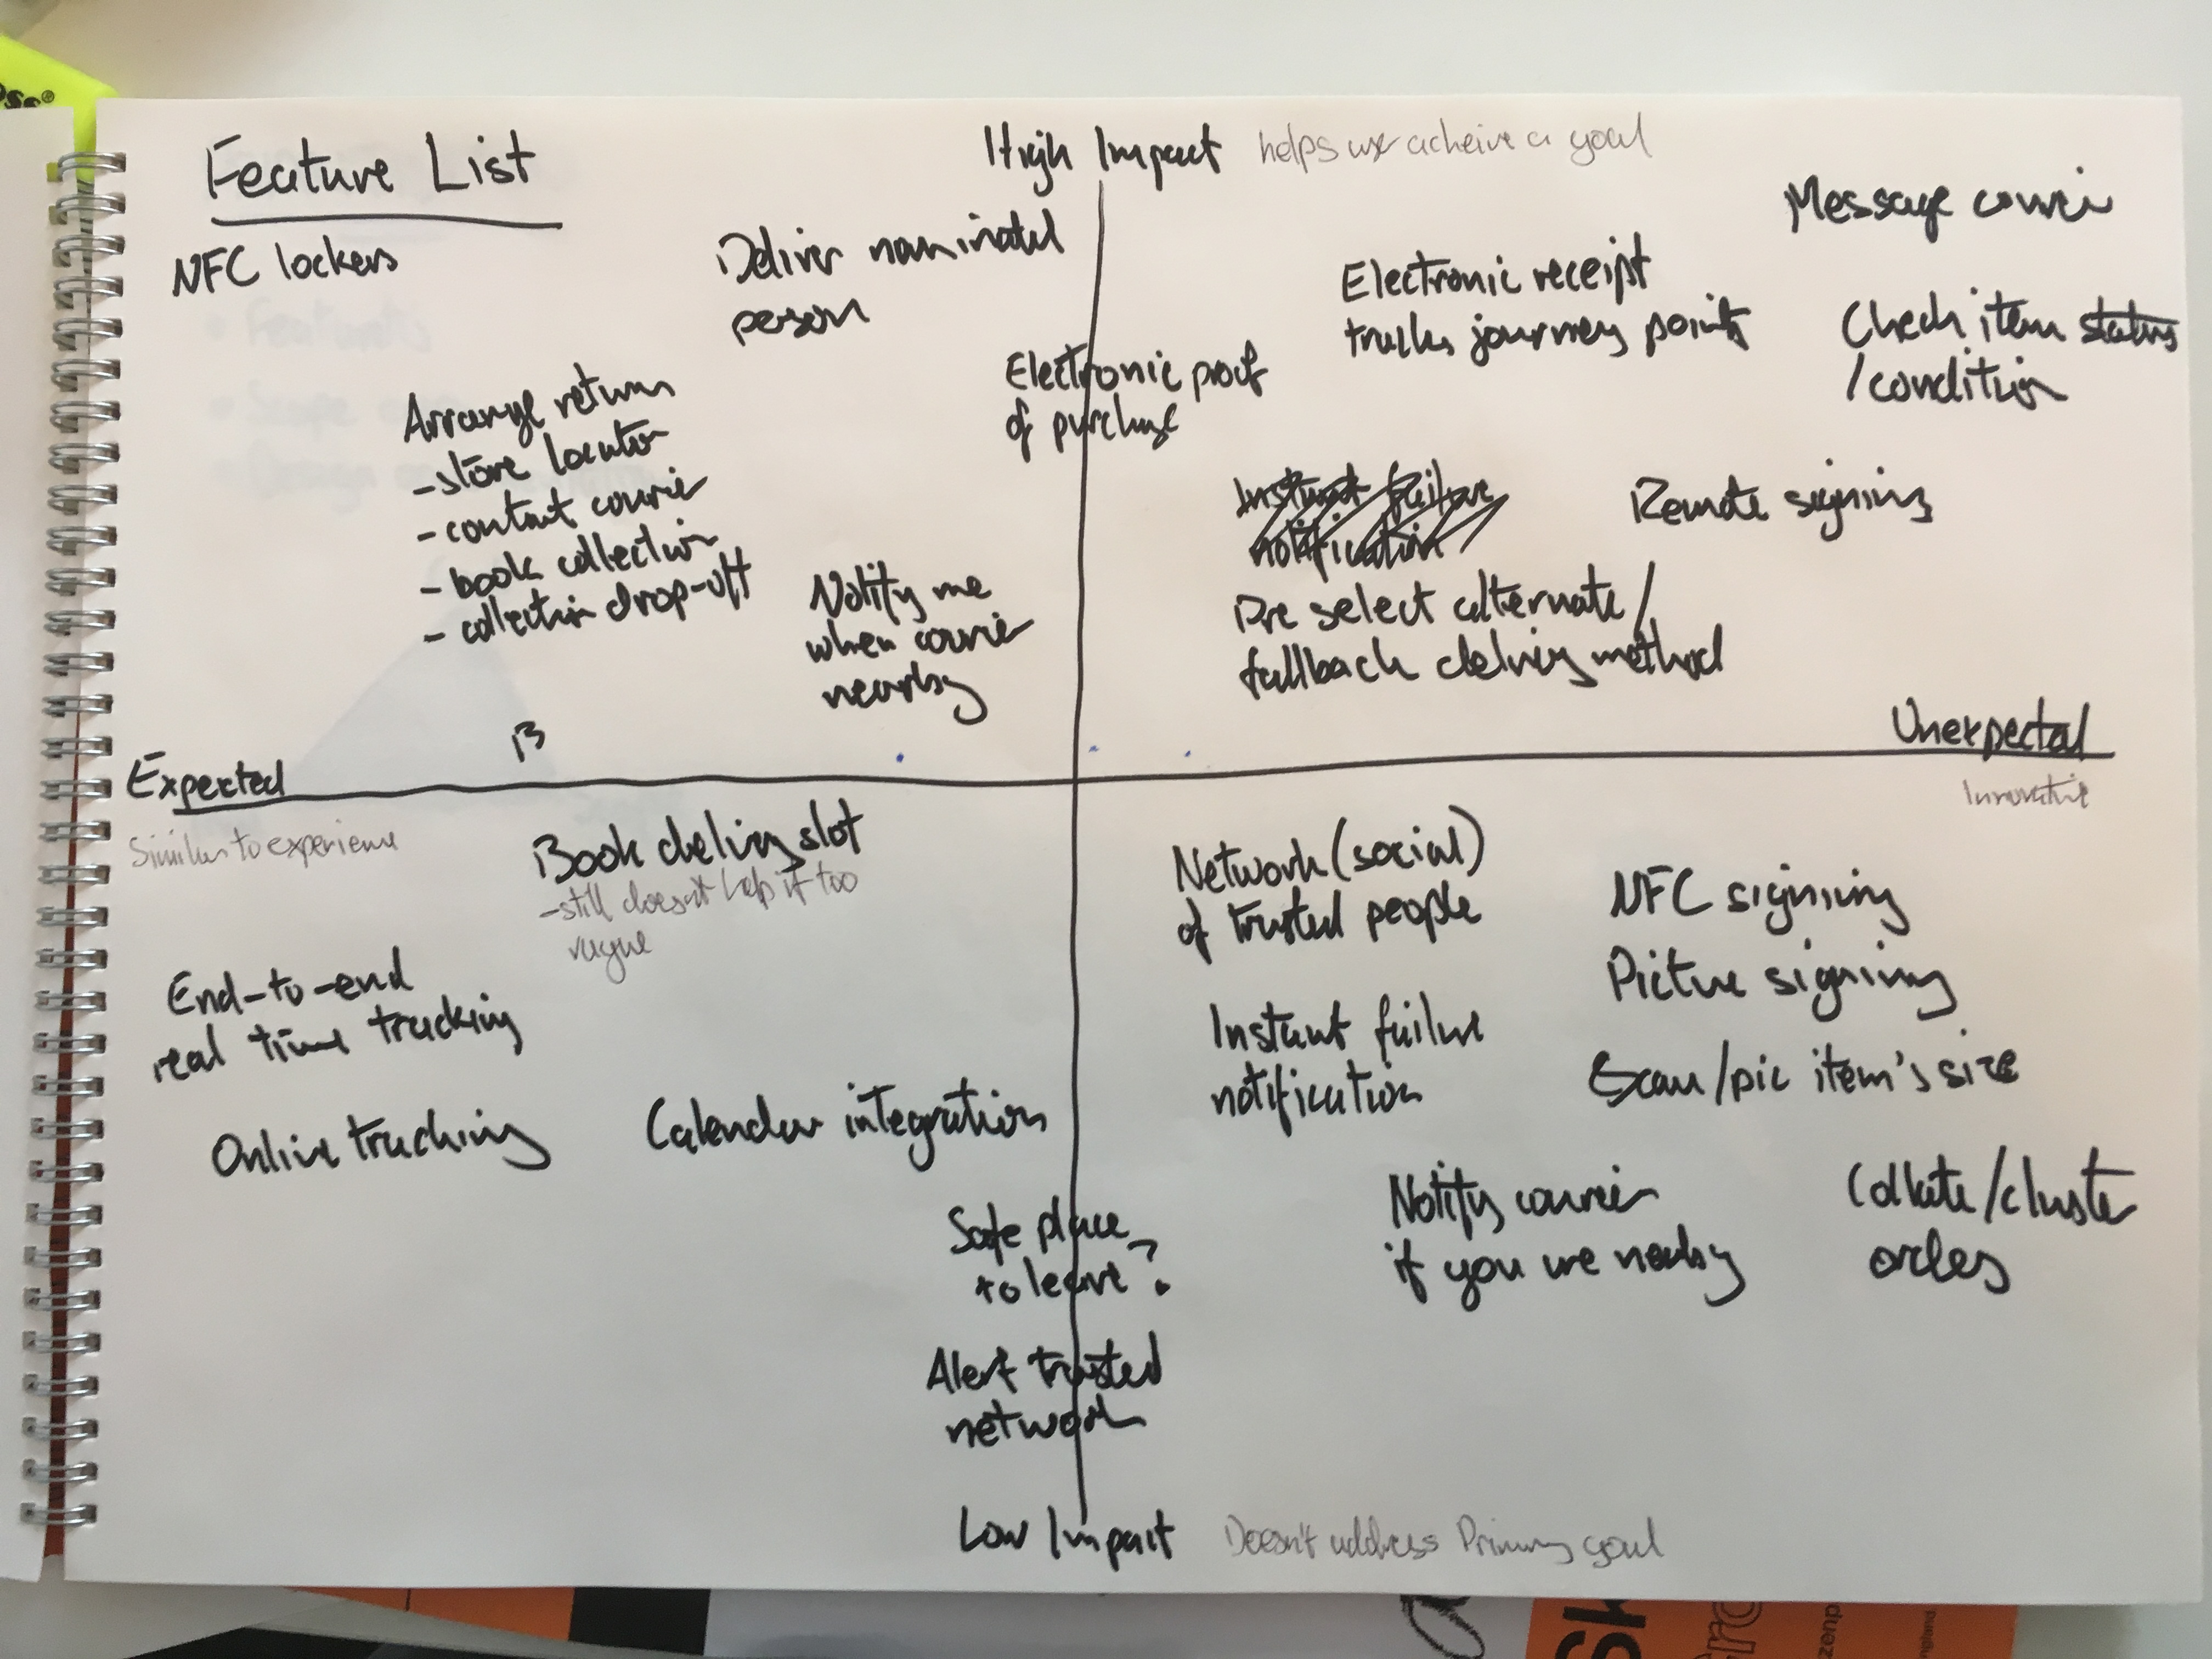 Feature List
High Impact helps user acheive a goal
NFC lockers
Deliver nominated
person
Message courier
Electronic receipt
tracks journey points
Check item status
/condition
Arrange return
- store locator
- contact courier
- book collection
- collection drop-off
Electronic proof
of purchase
Instant failure
notification
Remote signing
Notify me
when courier
nearby
Pre select alternate/
fallback delivery method
B
Expected
Similar to experience
Unexpected
Innovative
Book delivery slot
- still doesn't help if too
vague
End-to-end
real time tracking
Online tracking
Calendar integration
Network (social)
of trusted people
NFC signing
Picture signing
Instant failure
notification
Scan/pic item's size
Safe place
to leave?
Notify courier
if you are nearby
Collate/cluster
orders
Alert trusted
network
Low Impact Doesn't address Primary goal
Sk
zenp
ngland